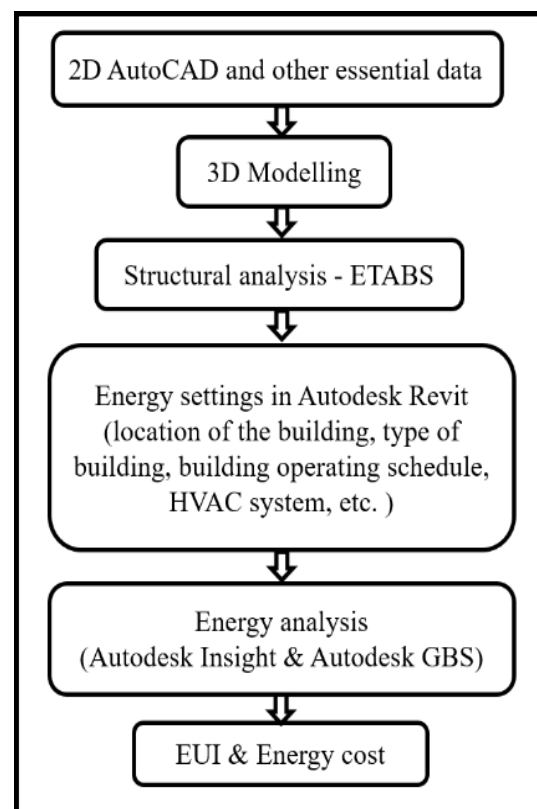 2D AutoCAD and other essential data
3D Modelling
Structural analysis - ETABS
Energy settings in Autodesk Revit
(location of the building, type of
building, building operating schedule,
HVAC system, etc. )
Energy analysis
(Autodesk Insight & Autodesk GBS)
EUI & Energy cost